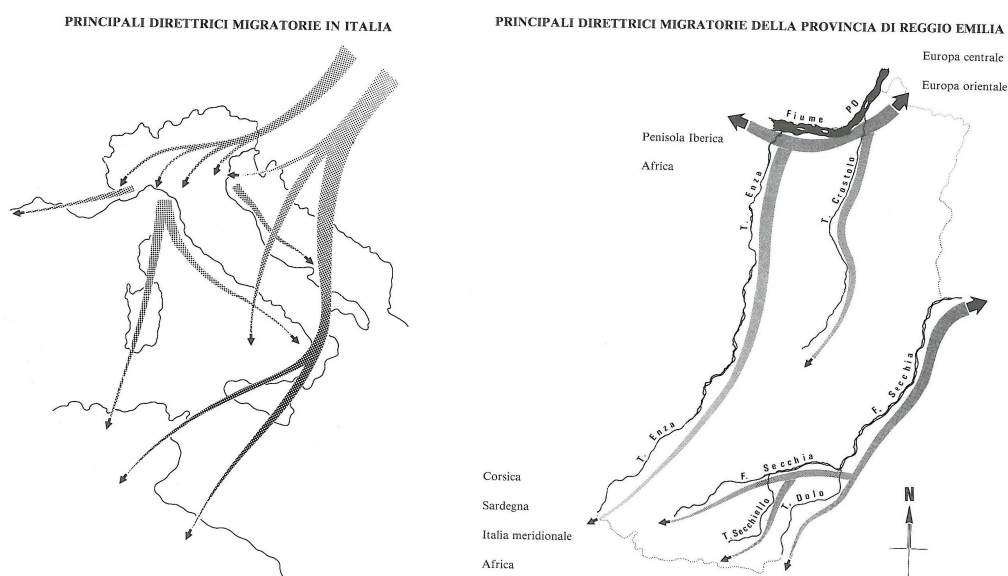 PRINCIPALI DIRETTRICI MIGRATORIE IN ITALIA
PRINCIPALI DIRETTRICI MIGRATORIE DELLA PROVINCIA DI REGGIO EMILIA
Europa centrale
Europa orientale
Fiume PO
Penisola Iberica
Africa
T. Enza
T. Crostolo
F. Secchia
T. Enza
F. Secchia
T. Secchiello
T. Dolo
Corsica
Sardegna
Italia meridionale
Africa
N